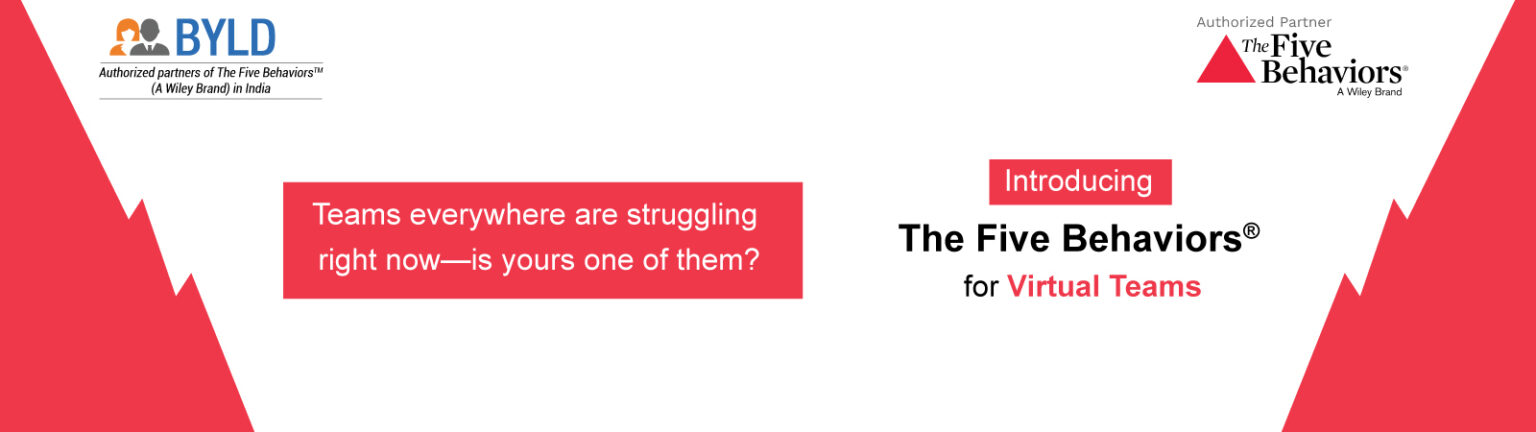 BYLD
Authorized partners of The Five Behaviors™
(A Wiley Brand) in India
Authorized Partner
The Five
Behaviors®
A Wiley Brand
Teams everywhere are struggling
right now—is yours one of them?
Introducing
The Five Behaviors®
for Virtual Teams